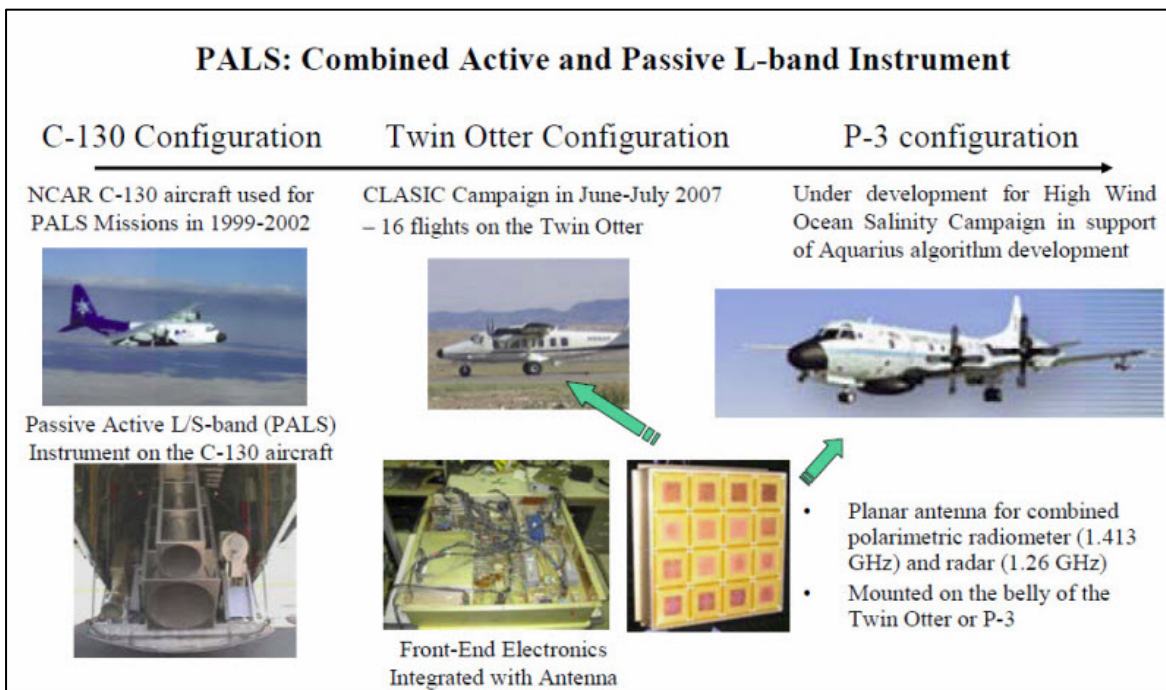 PALS: Combined Active and Passive L-band Instrument
C-130 Configuration
NCAR C-130 aircraft used for
PALS Missions in 1999-2002
Passive Active L/S-band (PALS)
Instrument on the C-130 aircraft
Twin Otter Configuration
CLASIC Campaign in June-July 2007
– 16 flights on the Twin Otter
Front-End Electronics
Integrated with Antenna
P-3 configuration
Under development for High Wind
Ocean Salinity Campaign in support
of Aquarius algorithm development
• Planar antenna for combined
polarimetric radiometer (1.413
GHz) and radar (1.26 GHz)
• Mounted on the belly of the
Twin Otter or P-3